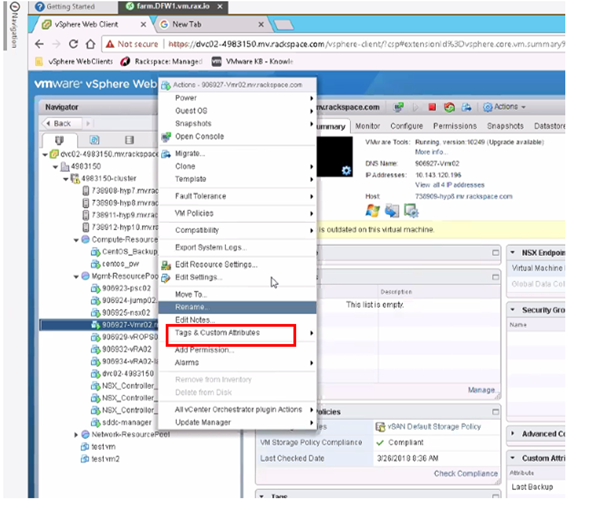 Navigation
Getting Started
farm.DFW1.vm.rax.io
vSphere Web Client
New Tab
Not secure
https://dvc02-4983150.mv.rackspace.com/vsphere-client/?csp#extensionId%3Dvsphere.core.vm.summary%
vSphere WebClients
Rackspace: Managed
VMware KB - Knowle
vmware® vSphere Web
Navigator
Back
dvc02-4983150.mvrackspace
4983150
4983150-cluster
738908-hyp7.mvrac
738909-hyp8.mvrac
738911-hyp9.mvrac
738912-hyp10.mvrac
Compute-Resource
CentOS_Backup
centos_pw
Mgmt-ResourcePoo
906923-psc02
906924-jump02
906925-nsx02
906927-Vmr02.m
906929-vROPS0
906932-vRA02
906934-vRA02-b
dvc02-4983150
NSX_Controller_
NSX_Controller_
NSX_Controller_
sddc-manager
Network-ResourcePool
test vm
test vm2
Actions - 906927-Vmr02.mv.rackspace.com
Power
Guest OS
Snapshots
Open Console
Migrate...
Clone
Template
Fault Tolerance
VM Policies
Compatibility
Export System Logs...
Edit Resource Settings...
Edit Settings...
Move To...
Rename...
Edit Notes...
Tags & Custom Attributes
Add Permission...
Alarms
Remove from Inventory
Delete from Disk
All vCenter Orchestrator plugin Actions
Update Manager
mv.rackspace.com
Actions
ummary
Monitor
Configure
Permissions
Snapshots
Datastore
VMware Tools: Running, version:10249 (Upgrade available)
More info...
DNS Name: 906927-Vmr02
IP Addresses: 10.143.120.196
View all 4 IP addresses
Host: 738909-hyp8.mv.rackspace.com
is outdated on this virtual machine.
Description
This list is empty.
Manage...
Policies
vSAN Default Storage Policy
VM Storage Policy Compliance
Compliant
Last Checked Date
3/26/2018 8:36 AM
Check Compliance
Tags
NSX Endpoin
Virtual Machine
Global Data Col
Security Gro
Name
Advanced Co
Custom Attri
Attribute
Last Backup